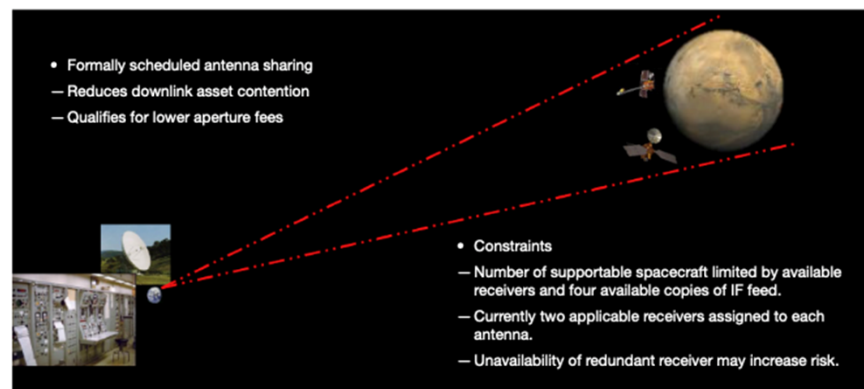 • Formally scheduled antenna sharing
— Reduces downlink asset contention
— Qualifies for lower aperture fees
• Constraints
— Number of supportable spacecraft limited by available
receivers and four available copies of IF feed.
— Currently two applicable receivers assigned to each
antenna.
— Unavailability of redundant receiver may increase risk.